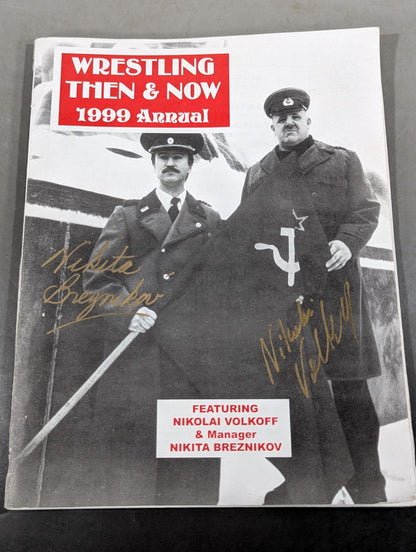 WRESTLING
THEN & NOW
1999 Annual
Nikita
Breznikov
Nikolai
Volkoff
FEATURING
NIKOLAI VOLKOFF
& Manager
NIKITA BREZNIKOV